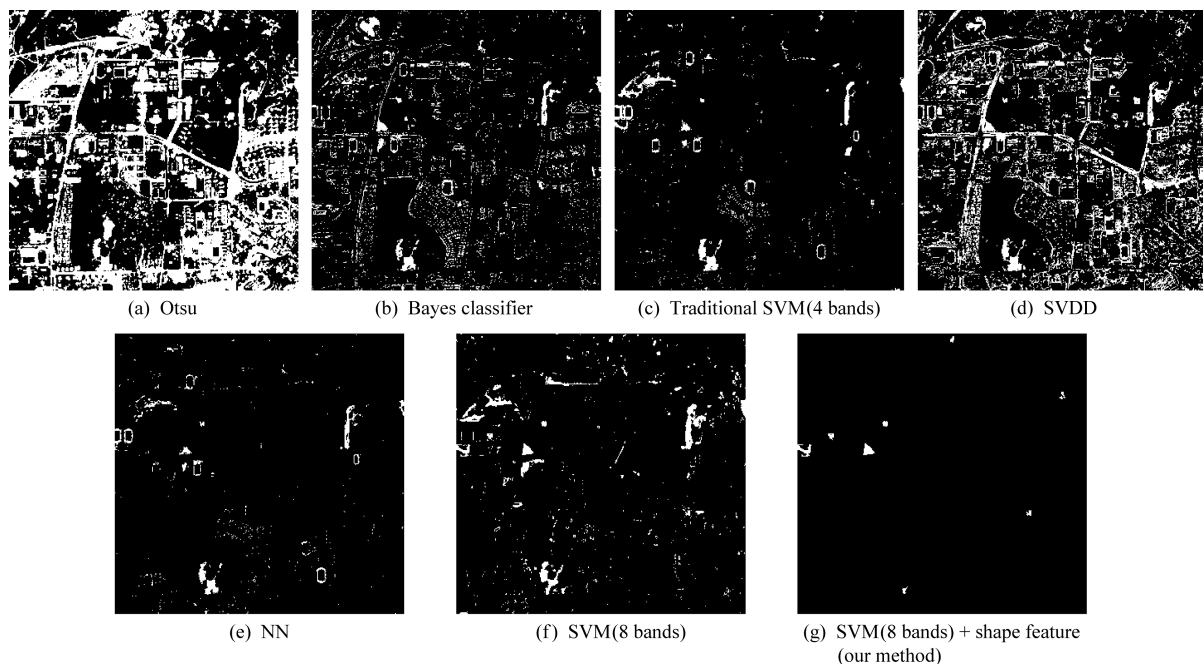 (a) Otsu
(b) Bayes classifier
(c) Traditional SVM(4 bands)
(d) SVDD
(e) NN
(f) SVM(8 bands)
(g) SVM(8 bands) + shape feature
(our method)